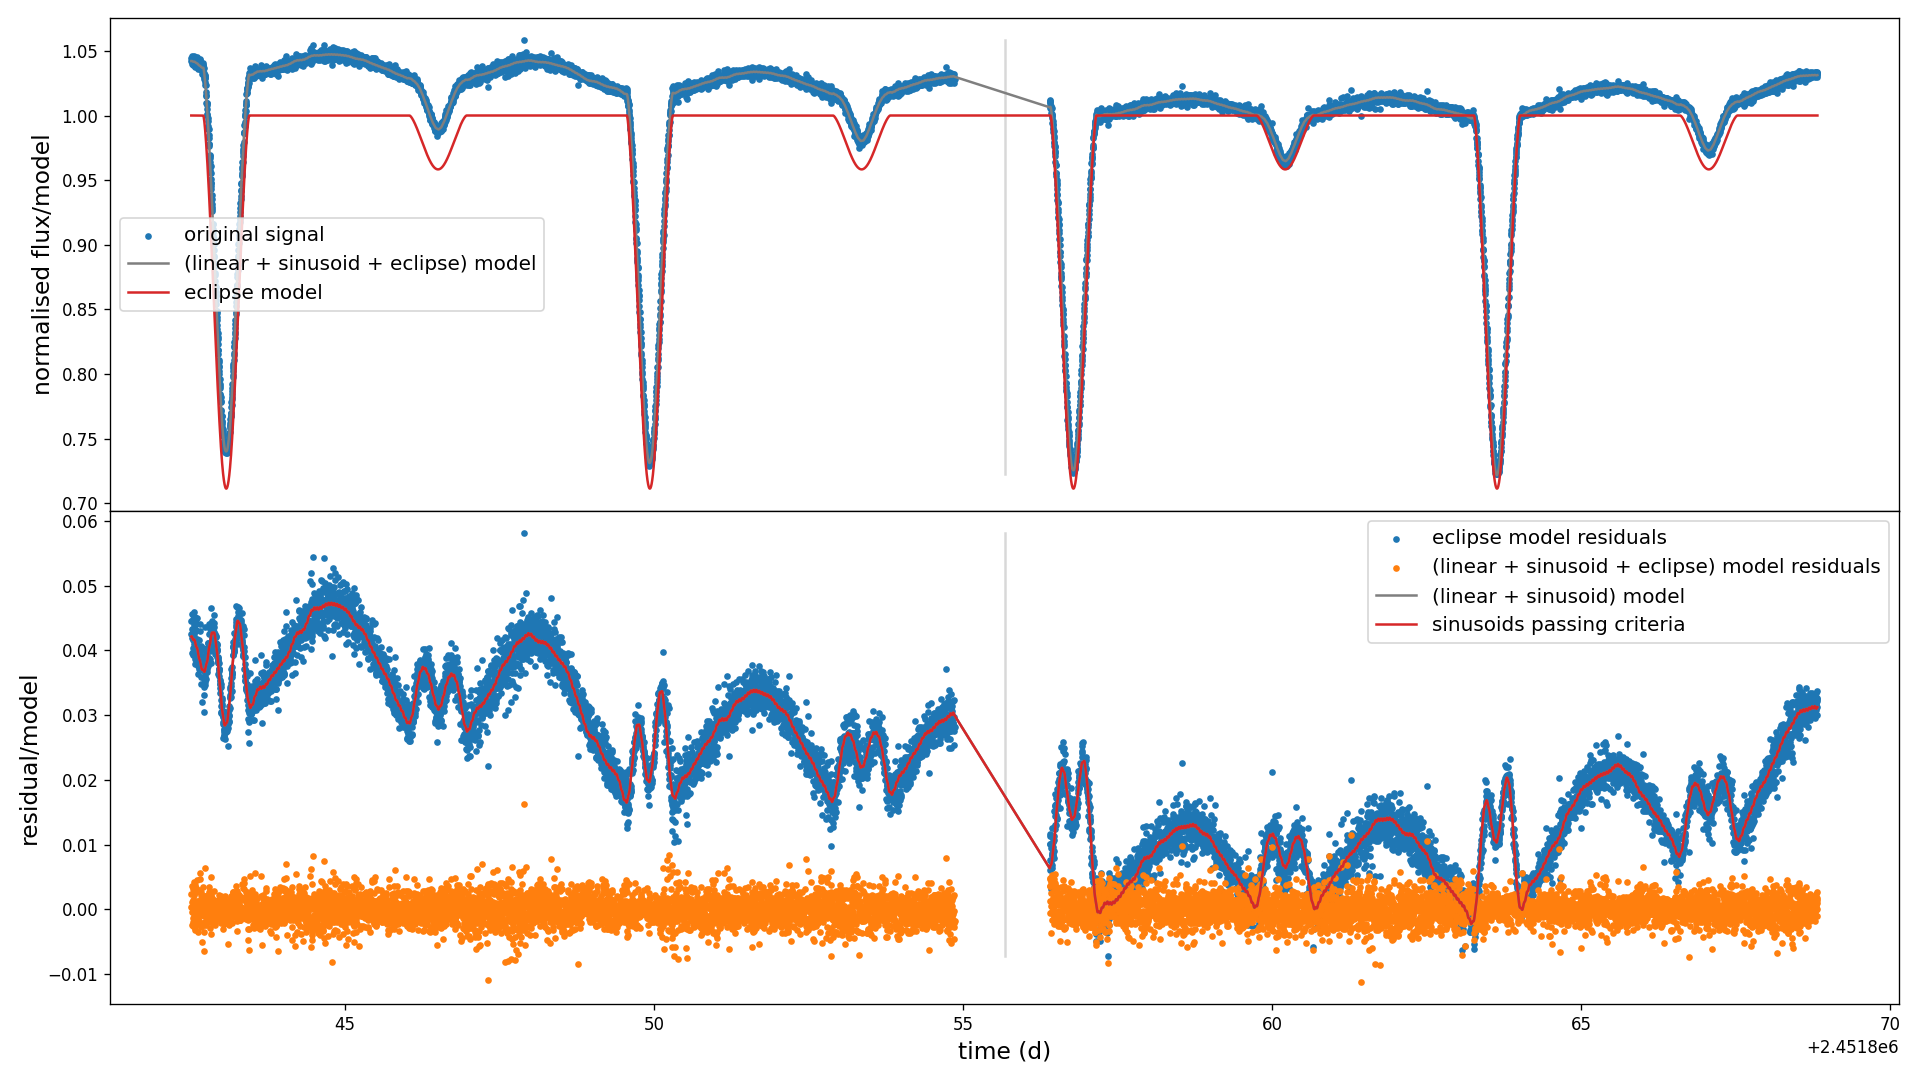 normalised flux/model
1.05
1.00
0.95
0.90
0.85
0.80
0.75
0.70
original signal
(linear + sinusoid + eclipse) model
eclipse model
residual/model
0.06
0.05
0.04
0.03
0.02
0.01
0.00
−0.01
eclipse model residuals
(linear + sinusoid + eclipse) model residuals
(linear + sinusoid) model
sinusoids passing criteria
45
50
55
60
65
70
time (d)
+2.4518e6